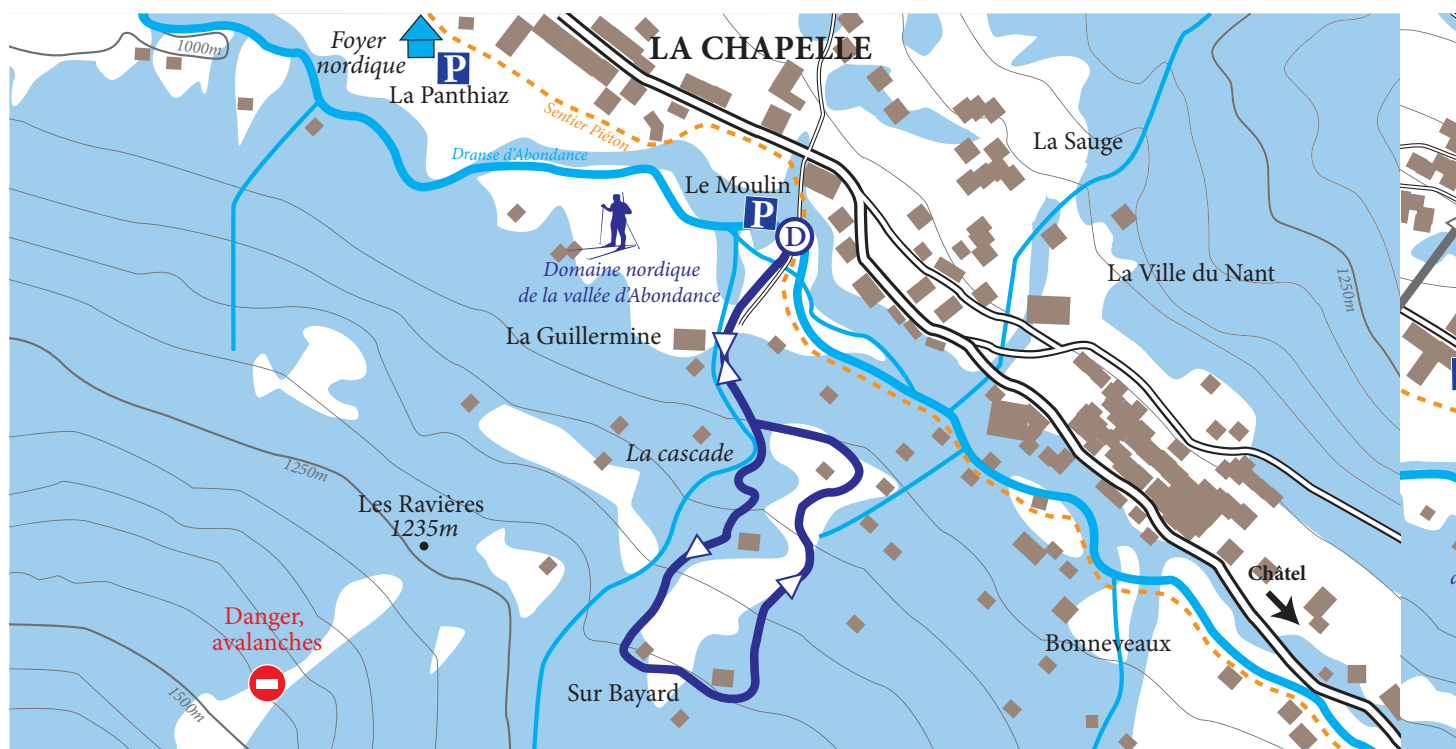 1000m
Foyer
nordique
P
La Panthiaz
LA CHAPELLE
Sentier Piéton
Dranse d'Abondance
La Sauge
Le Moulin
P
D
Domaine nordique
de la vallée d'Abondance
La Ville du Nant
1250m
La Guillermine
La cascade
1250m
Les Ravières
1235m
Châtel
Danger,
avalanches
Bonneveaux
Sur Bayard
1500m